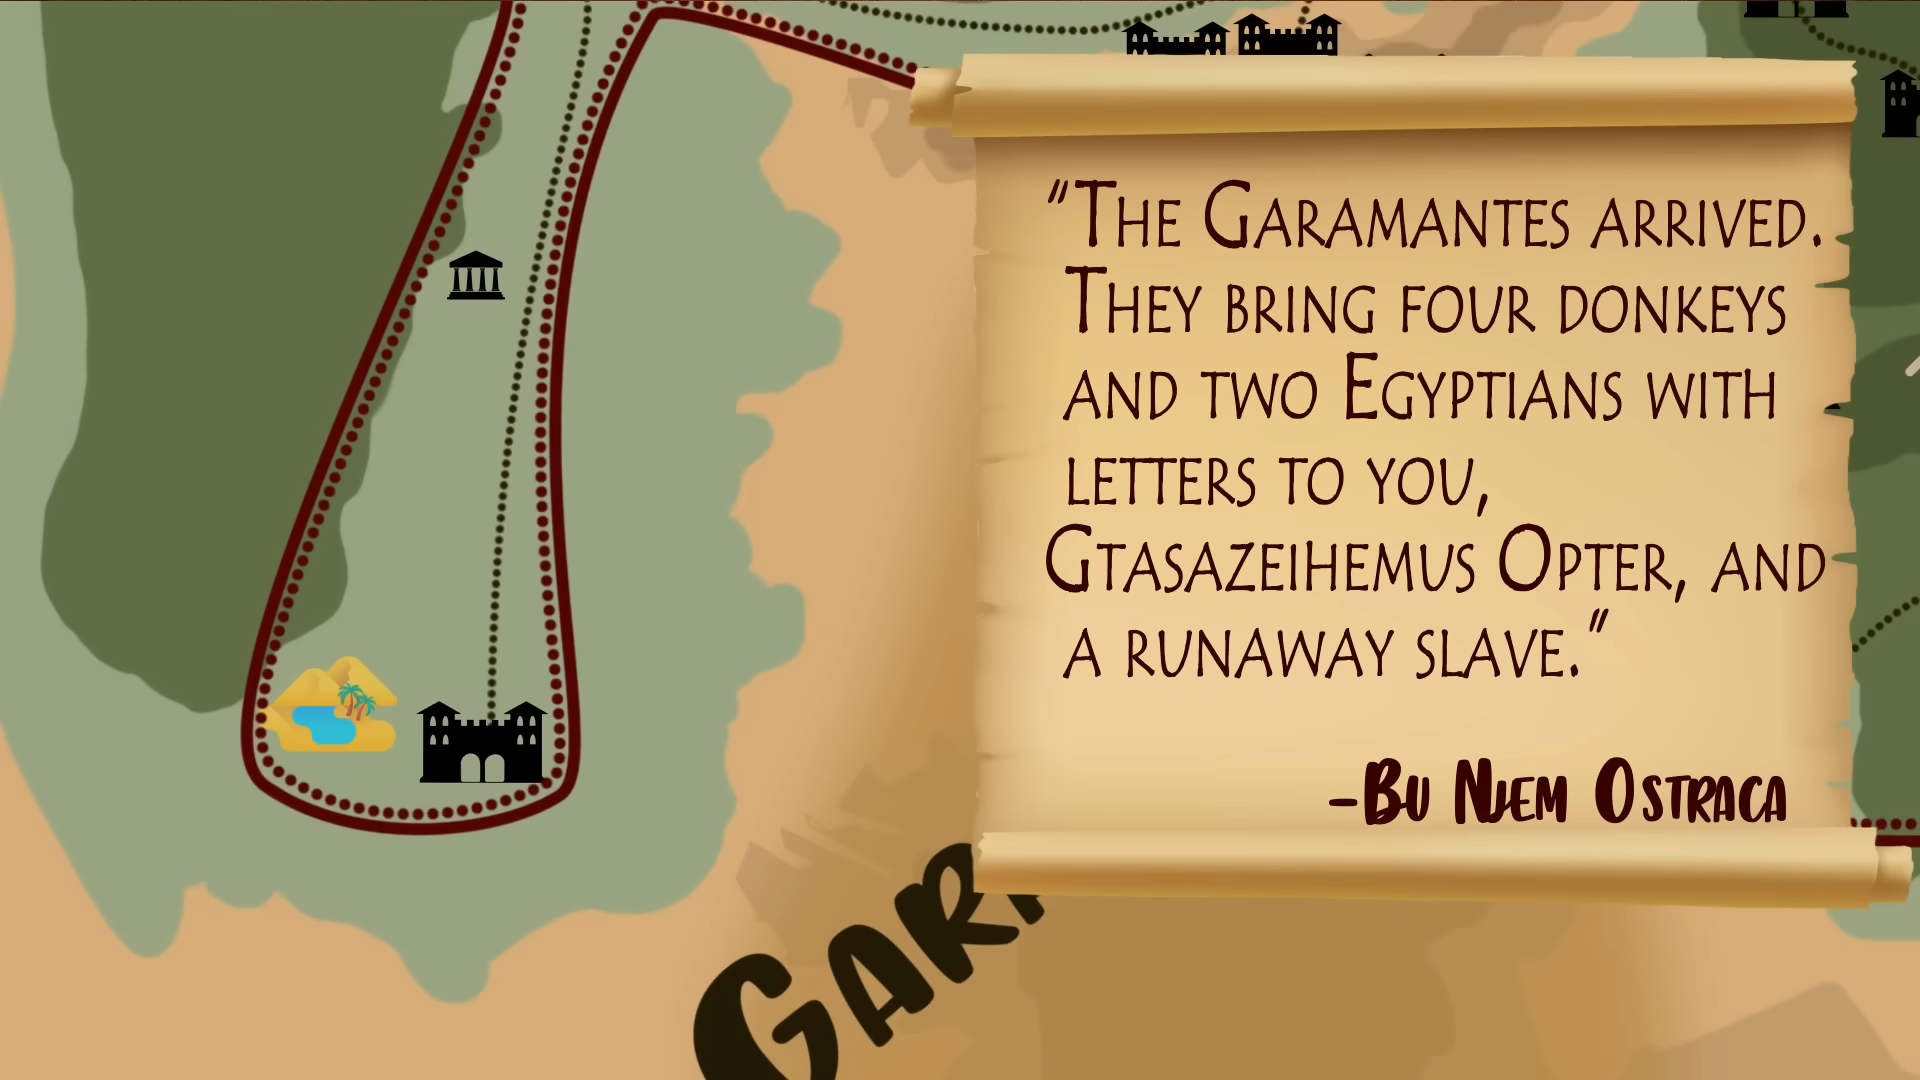 "The Garamantes arrived.
They bring four donkeys
and two Egyptians with
letters to you,
Gtasazeihemus Opter, and
a runaway slave."
-Bu Njem Ostraca